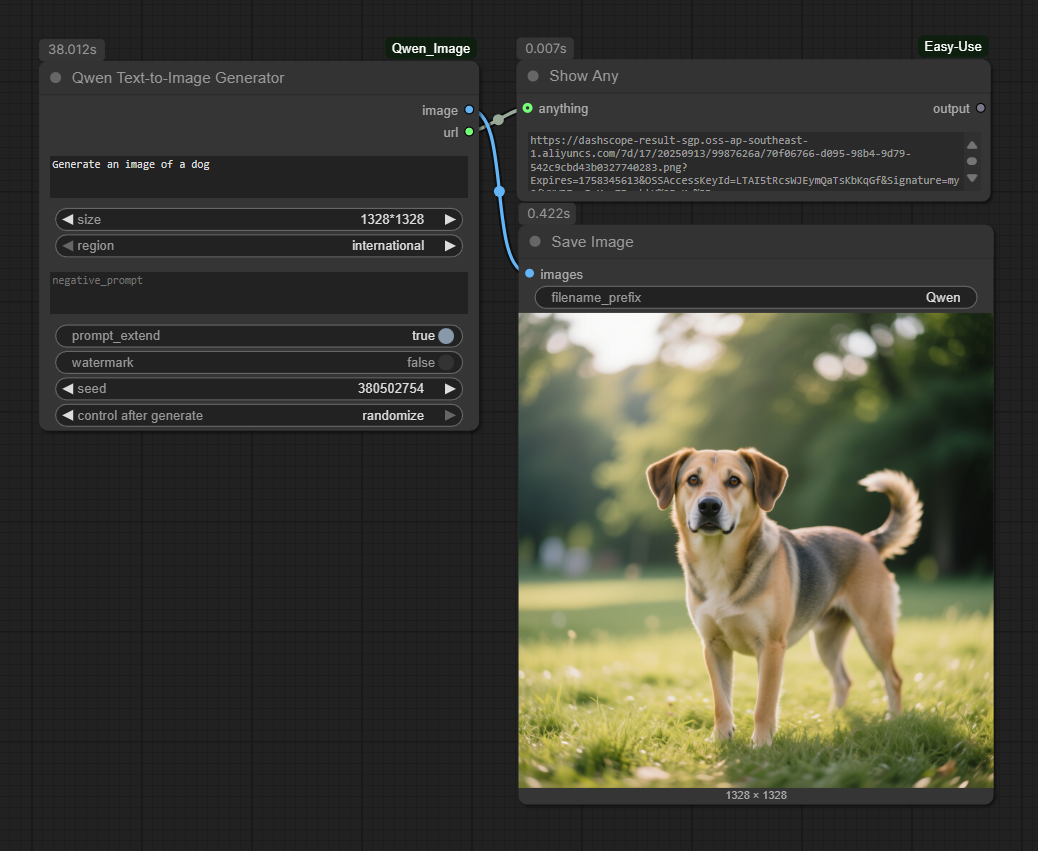 38.012s
Qwen_Image
Qwen Text-to-Image Generator
image
url
Generate an image of a dog
size 1328*1328
region international
negative_prompt
prompt_extend true
watermark false
seed 380502754
control after generate randomize
0.007s
Easy-Use
Show Any
anything output
https://dashscope-result-sgp.oss-ap-southeast-
1.aliyuncs.com/7d/17/20250913/9987626a/70f06766-d095-98b4-9d79-
542c9cbd43b0327740283.png?
Expires=1758345613&OSSAccessKeyId=LTAI5tRcsWJEymQaTsKbKqGf&Signature=my
0.422s
Save Image
images
filename_prefix Qwen
1328 × 1328